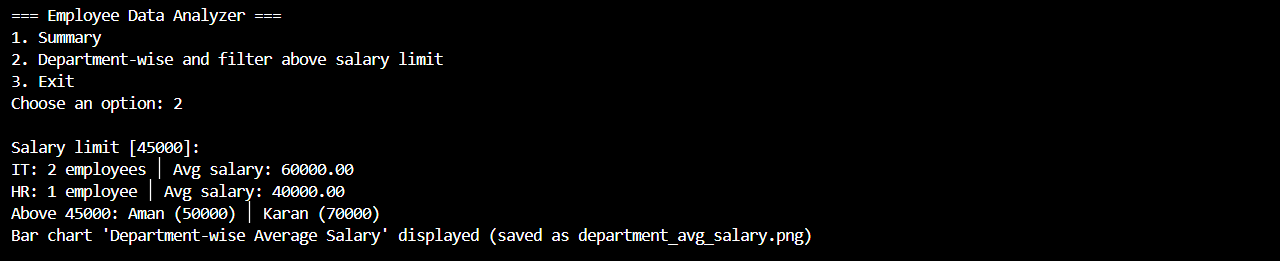 === Employee Data Analyzer ===
1. Summary
2. Department-wise and filter above salary limit
3. Exit
Choose an option: 2

Salary limit [45000]:
IT: 2 employees | Avg salary: 60000.00
HR: 1 employee | Avg salary: 40000.00
Above 45000: Aman (50000) | Karan (70000)
Bar chart 'Department-wise Average Salary' displayed (saved as department_avg_salary.png)